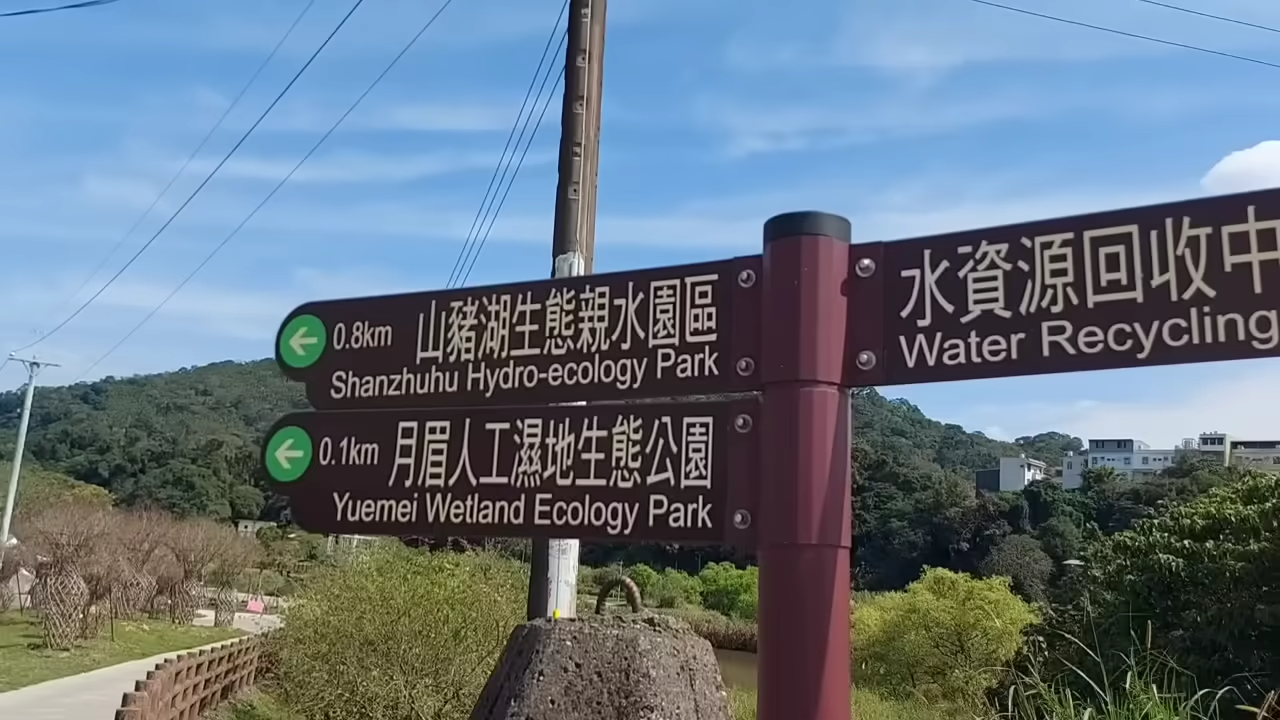 0.8km 山豬湖生態親水園區
Shanzhuhu Hydro-ecology Park
0.1km 月眉人工濕地生態公園
Yuemei Wetland Ecology Park
水資源回收中
Water Recycling